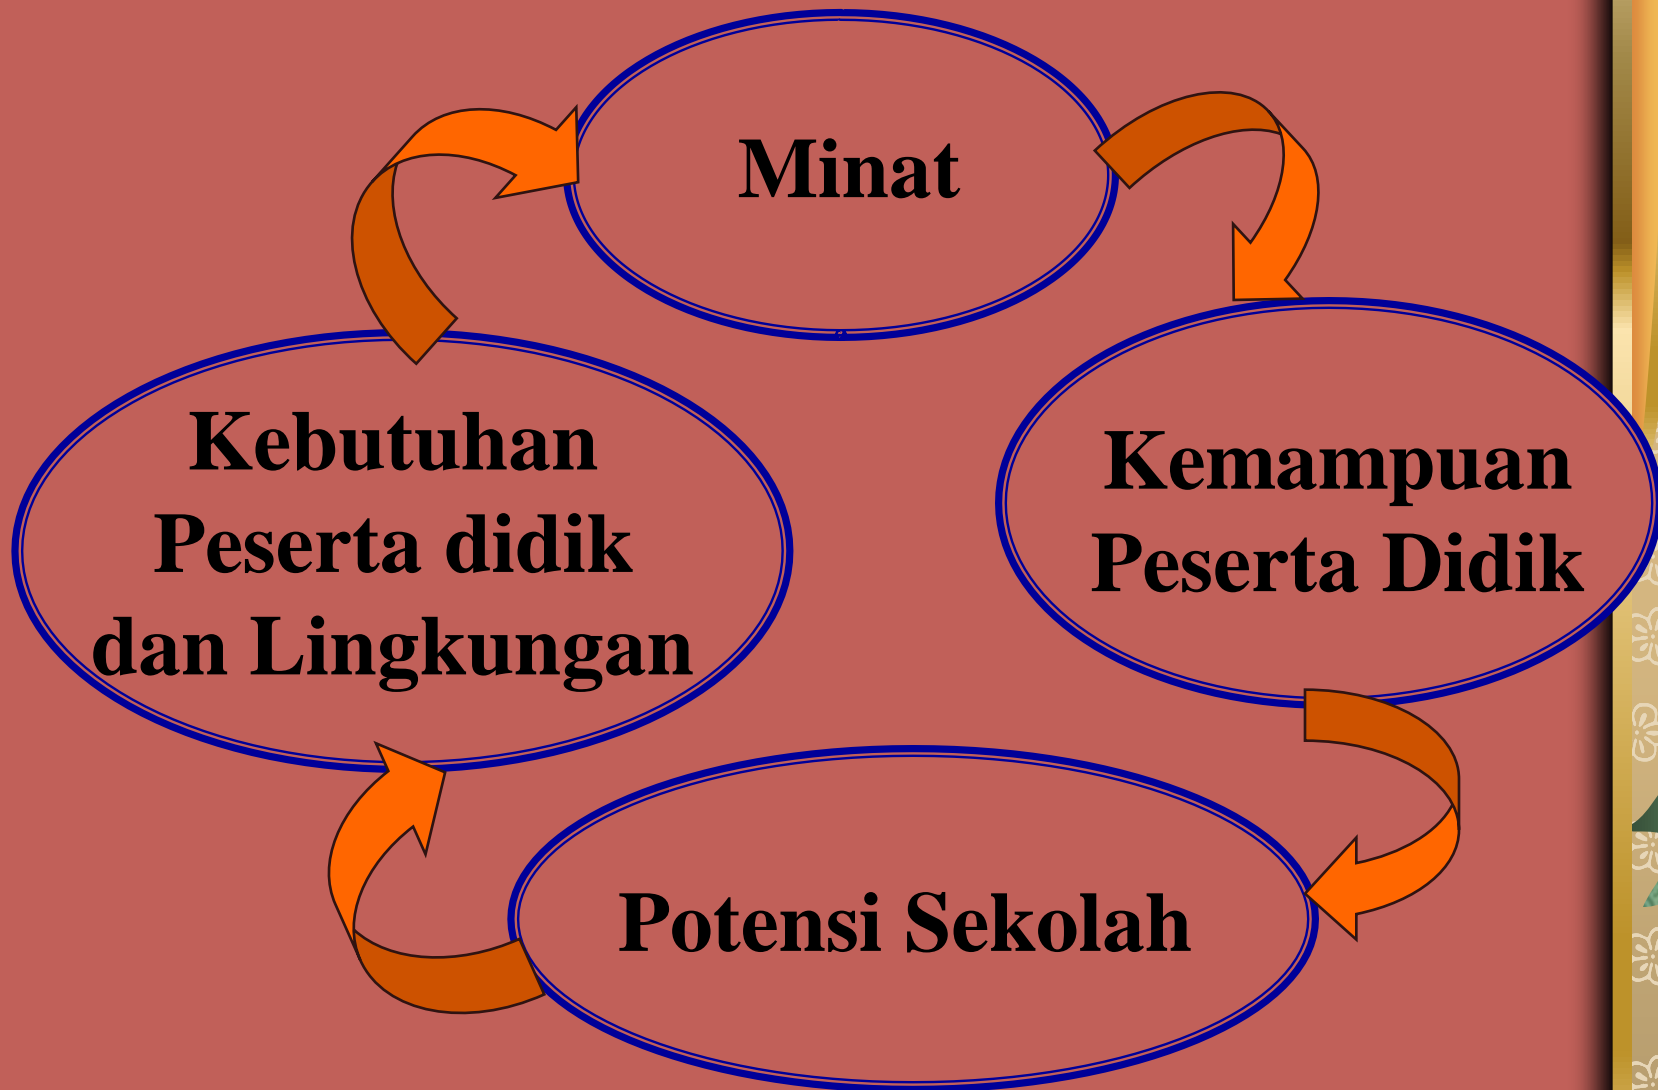 Minat
Kebutuhan
Peserta didik
dan Lingkungan
Kemampuan
Peserta Didik
Potensi Sekolah